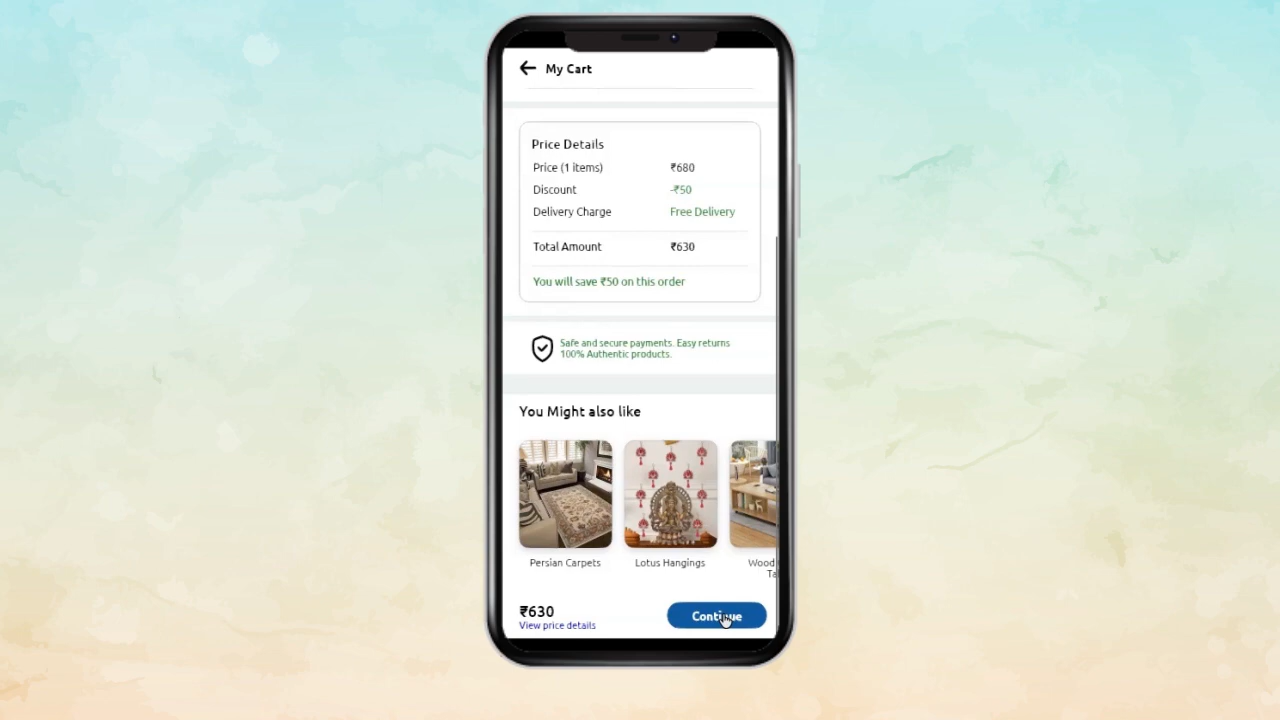 My Cart
Price Details
Price (1 items) ₹680
Discount -₹50
Delivery Charge Free Delivery
Total Amount ₹630
You will save ₹50 on this order
Safe and secure payments. Easy returns
100% Authentic products.
You Might also like
Persian Carpets Lotus Hangings Wood
Ta
₹630 Continue
View price details